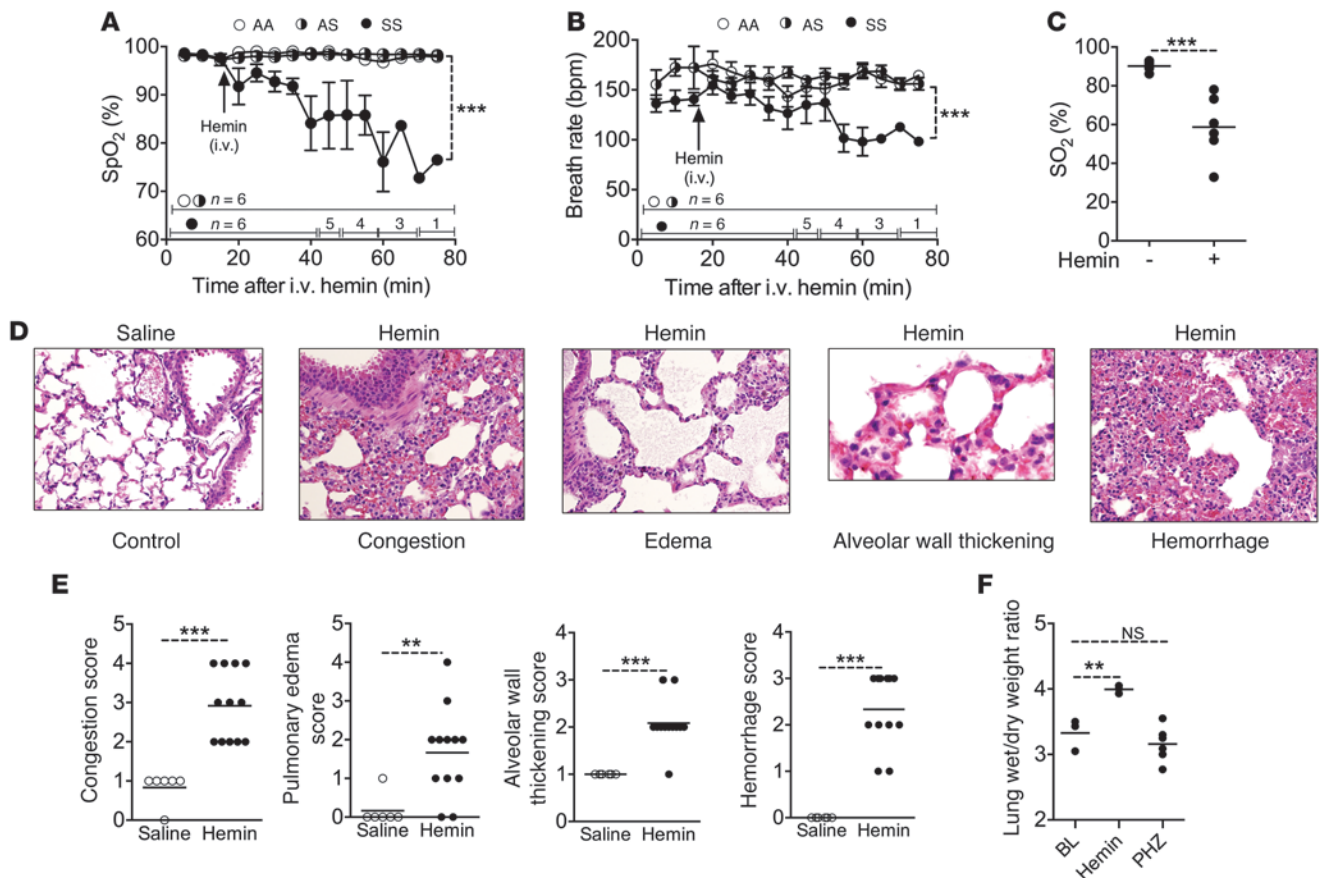 A
AA AS SS
SpO2 (%)
100
90
80
70
60
Hemin
(i.v.)
***
n = 6
n = 6 5 4 3 1
0 20 40 60 80
Time after i.v. hemin (min)
B
AA AS SS
Breath rate (bpm)
200
150
100
50
0
Hemin
(i.v.)
***
n = 6
n = 6 5 4 3 1
0 20 40 60 80
Time after i.v. hemin (min)
C
***
SO2 (%)
100
80
60
40
20
0
Hemin - +
D
Saline Hemin Hemin Hemin Hemin
Control Congestion Edema Alveolar wall thickening Hemorrhage
E
Congestion score
5
4
3
2
1
0
***
Saline Hemin
Pulmonary edema
score
5
4
3
2
1
0
**
Saline Hemin
Alveolar wall
thickening score
4
3
2
1
0
***
Saline Hemin
Hemorrhage score
4
3
2
1
0
***
Saline Hemin
F
Lung wet/dry weight ratio
5
4
3
2
NS
**
BL Hemin PHZ